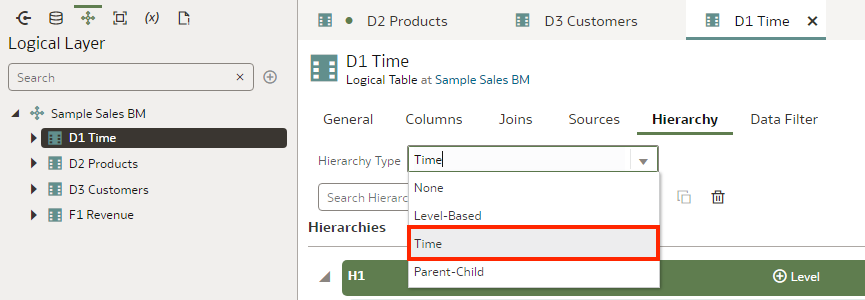 (x)
Logical Layer
Search
Sample Sales BM
D1 Time
D2 Products
D3 Customers
F1 Revenue
D2 Products
D3 Customers
D1 Time
D1 Time
Logical Table at Sample Sales BM
General
Columns
Joins
Sources
Hierarchy
Data Filter
Hierarchy Type
Time
Search Hierarc
None
Level-Based
Time
Parent-Child
Hierarchies
H1
Level